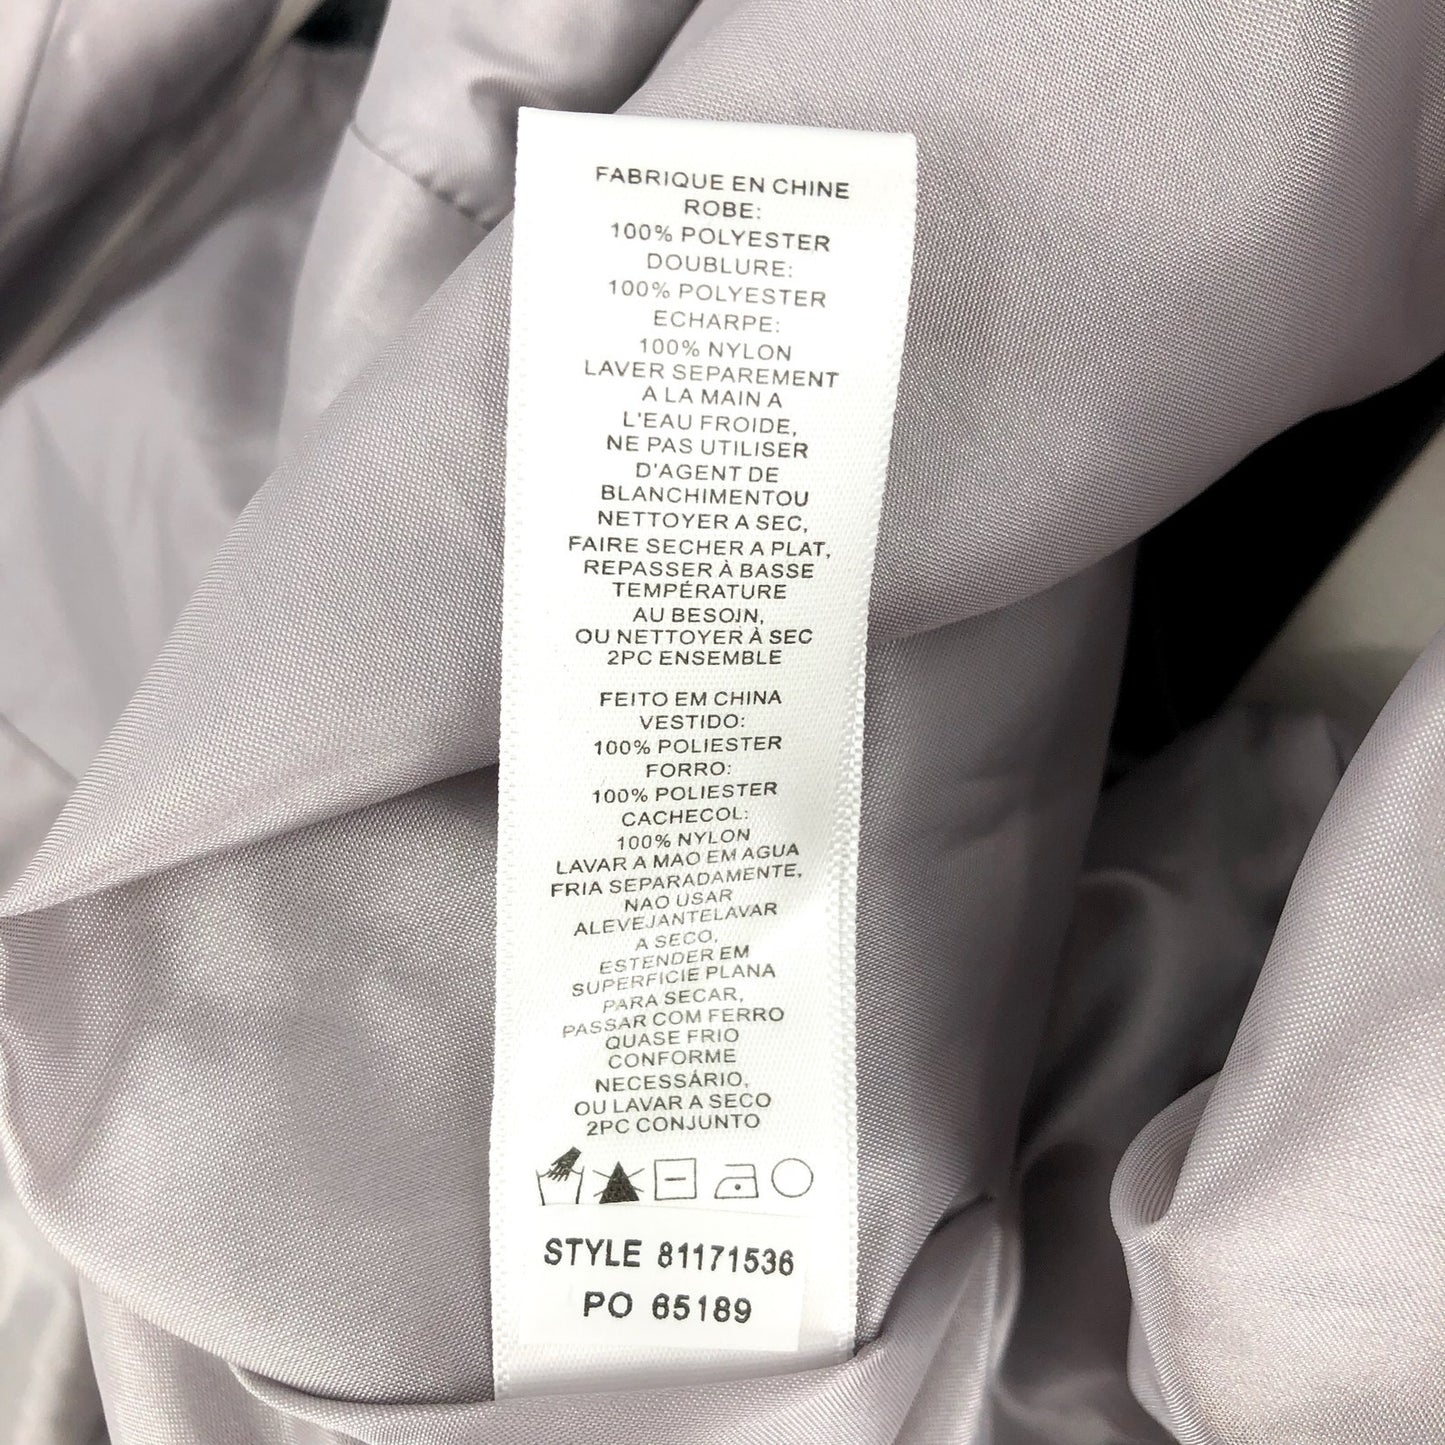 FABRIQUE EN CHINE
ROBE:
100% POLYESTER
DOUBLURE:
100% POLYESTER
ECHARPE:
100% NYLON
LAVER SEPAREMENT
A LA MAIN A
L'EAU FROIDE,
NE PAS UTILISER
D'AGENT DE
BLANCHIMENTOU
NETTOYER A SEC,
FAIRE SECHER A PLAT,
REPASSER À BASSE
TEMPÉRATURE
AU BESOIN,
OU NETTOYER À SEC
2PC ENSEMBLE
FEITO EM CHINA
VESTIDO:
100% POLIESTER
FORRO:
100% POLIESTER
CACHECOL:
100% NYLON
LAVAR A MAO EM AGUA
FRIA SEPARADAMENTE,
NAO USAR
ALEVEJANTELAVAR
A SECO,
ESTENDER EM
SUPERFICIE PLANA
PARA SECAR,
PASSAR COM FERRO
QUASE FRIO
CONFORME
NECESSÁRIO,
OU LAVAR A SECO
2PC CONJUNTO
STYLE 81171536
PO 65189